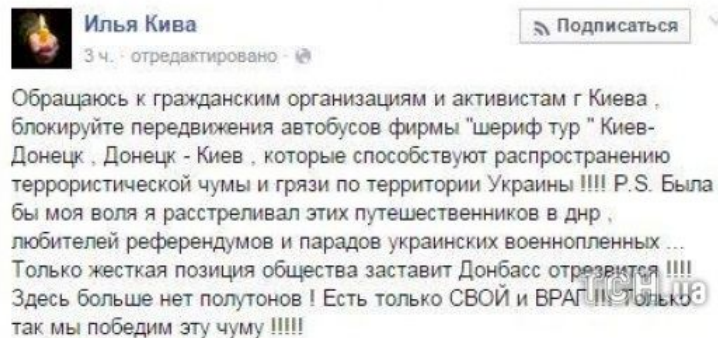 Илья Кива
Подписаться
3 ч. · отредактировано ·
Обращаюсь к гражданским организациям и активистам г Киева ,
блокируйте передвижения автобусов фирмы "шериф тур " Киев-
Донецк , Донецк - Киев , которые способствуют распространению
террористической чумы и грязи по территории Украины !!!! P.S. Была
бы моя воля я расстреливал этих путешественников в днр ,
любителей референдумов и парадов украинских военнопленных ...
Только жесткая позиция общества заставит Донбасс отрезвится !!!!
Здесь больше нет полутонов ! Есть только СВОЙ и ВРАГ!!!! Только
так мы победим эту чуму !!!!!
ТСН.ua